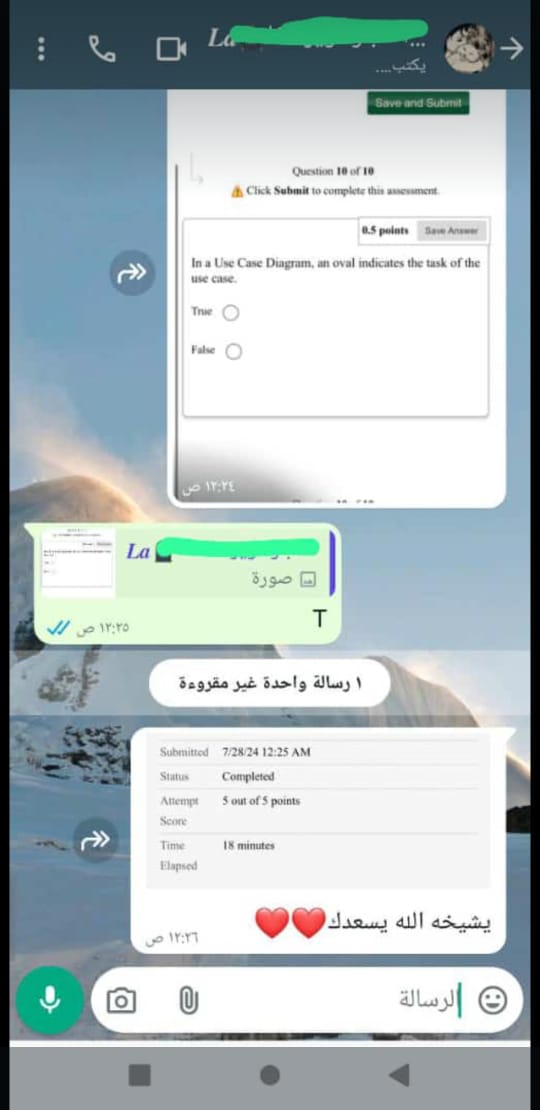 ...
يكتب....
Save and Submit
Question 10 of 10
Click Submit to complete this assessment.
0.5 points Save Answer
In a Use Case Diagram, an oval indicates the task of the
use case.
True
False
١٢:٢٤ ص
La
صورة
T
١٢:٢٥ ص
١ رسالة واحدة غير مقروءة
Submitted 7/28/24 12:25 AM
Status Completed
Attempt 5 out of 5 points
Score
Time 18 minutes
Elapsed
يشيخه الله يسعدك
١٢:٢٦ ص
الرسالة